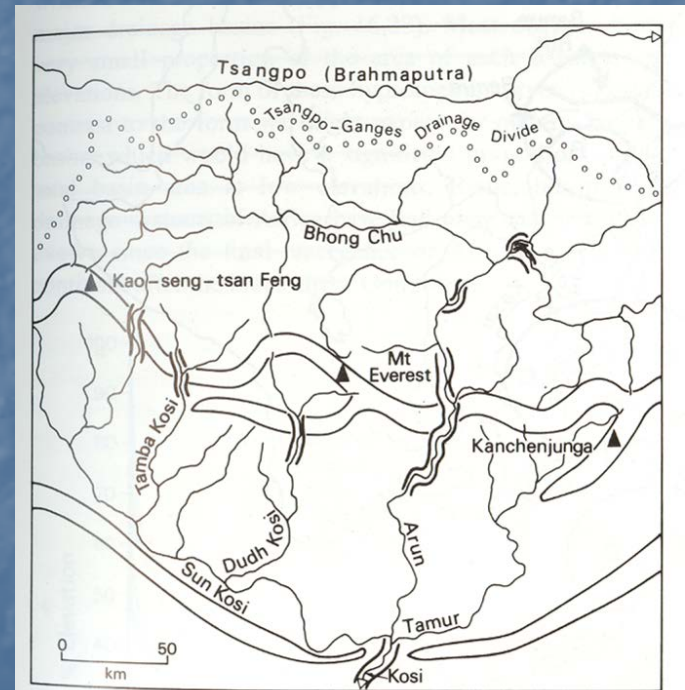 Tsangpo (Brahmaputra)
Tsangpo-Ganges Drainage Divide
Bhong Chu
Kao-seng-tsan Feng
Mt
Everest
Kanchenjunga
Tamba Kosi
Dudh Kosi
Sun Kosi
Arun
Tamur
Kosi
0 50
km